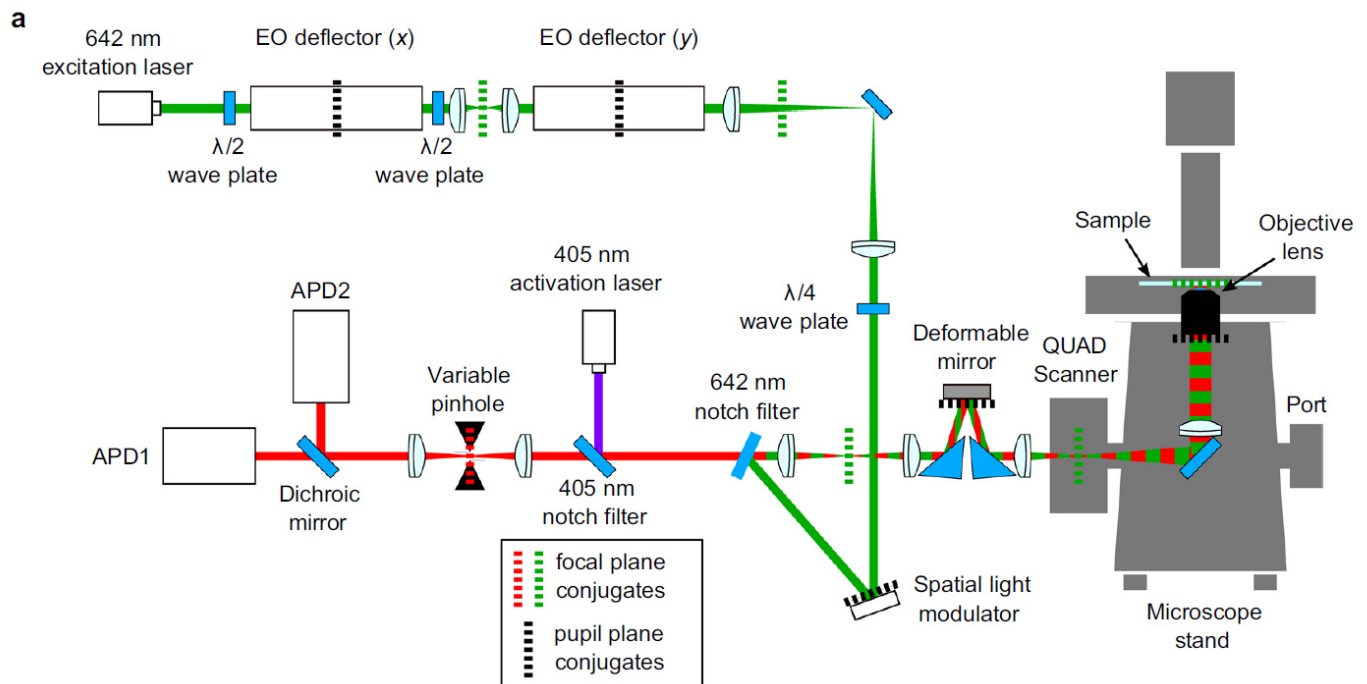 a
642 nm
excitation laser
EO deflector (x)
EO deflector (y)
λ/2
wave plate
λ/2
wave plate
405 nm
activation laser
APD2
Variable
pinhole
APD1
Dichroic
mirror
405 nm
notch filter
642 nm
notch filter
λ/4
wave plate
Deformable
mirror
QUAD
Scanner
Sample
Objective
lens
Port
Spatial light
modulator
Microscope
stand
focal plane
conjugates
pupil plane
conjugates